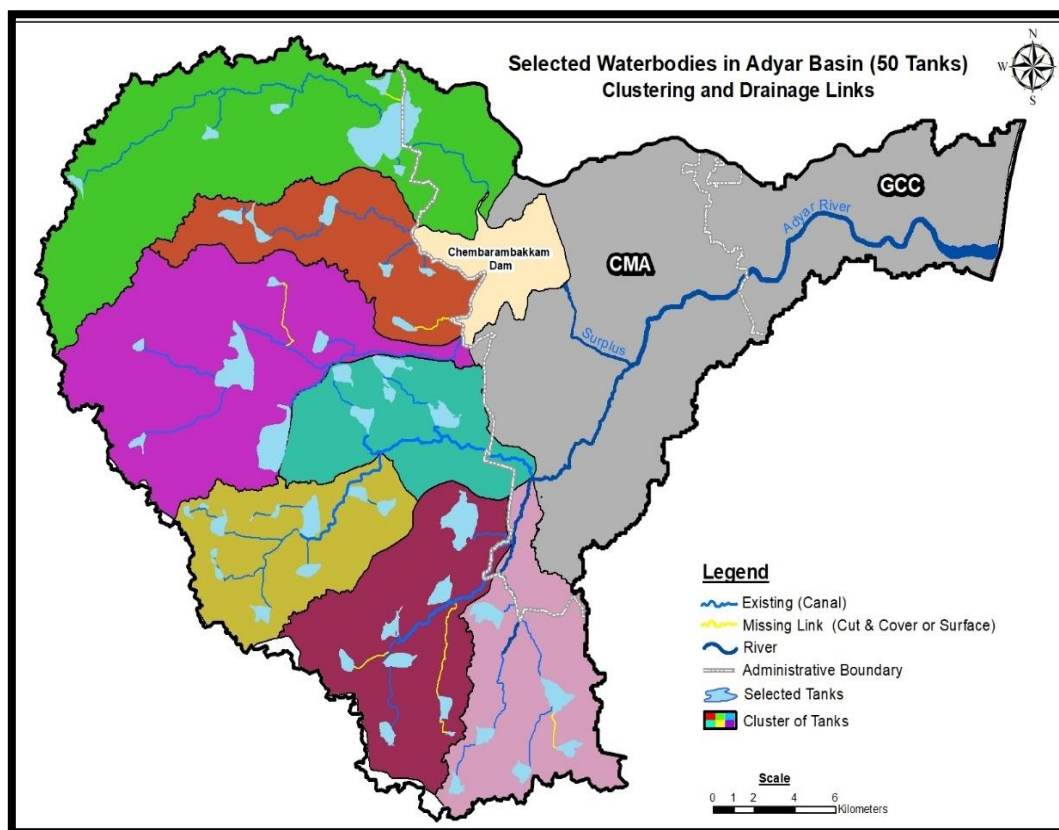 Selected Waterbodies in Adyar Basin (50 Tanks)
Clustering and Drainage Links
N
W
E
S
GCC
Adyar River
CMA
Chembarambakkam
Dam
Surplus
Legend
Existing (Canal)
Missing Link (Cut & Cover or Surface)
River
Administrative Boundary
Selected Tanks
Cluster of Tanks
Scale
0 1 2 4 6
Kilometers